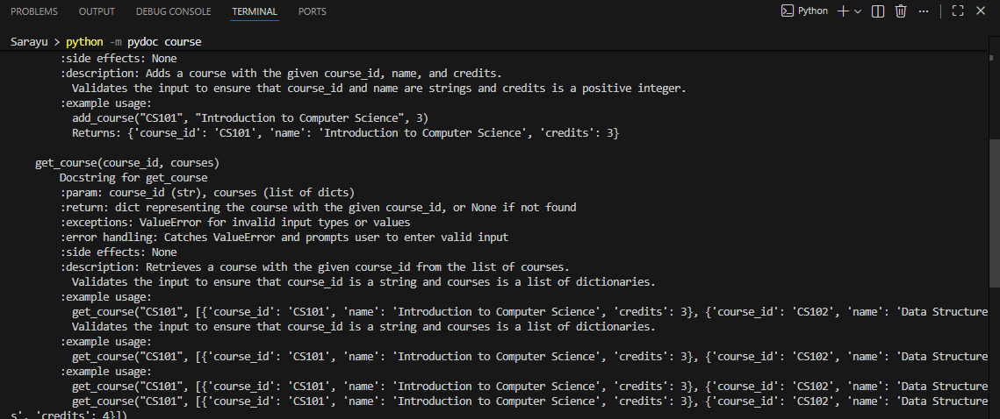 PROBLEMS OUTPUT DEBUG CONSOLE TERMINAL PORTS Python
Sarayu > python -m pydoc course
:side effects: None
:description: Adds a course with the given course_id, name, and credits.
Validates the input to ensure that course_id and name are strings and credits is a positive integer.
:example usage:
add_course("CS101", "Introduction to Computer Science", 3)
Returns: {'course_id': 'CS101', 'name': 'Introduction to Computer Science', 'credits': 3}
get_course(course_id, courses)
Docstring for get_course
:param: course_id (str), courses (list of dicts)
:return: dict representing the course with the given course_id, or None if not found
:exceptions: ValueError for invalid input types or values
:error handling: Catches ValueError and prompts user to enter valid input
:side effects: None
:description: Retrieves a course with the given course_id from the list of courses.
Validates the input to ensure that course_id is a string and courses is a list of dictionaries.
:example usage:
get_course("CS101", [{'course_id': 'CS101', 'name': 'Introduction to Computer Science', 'credits': 3}, {'course_id': 'CS102', 'name': 'Data Structure
Validates the input to ensure that course_id is a string and courses is a list of dictionaries.
:example usage:
get_course("CS101", [{'course_id': 'CS101', 'name': 'Introduction to Computer Science', 'credits': 3}, {'course_id': 'CS102', 'name': 'Data Structure
:example usage:
get_course("CS101", [{'course_id': 'CS101', 'name': 'Introduction to Computer Science', 'credits': 3}, {'course_id': 'CS102', 'name': 'Data Structure
get_course("CS101", [{'course_id': 'CS101', 'name': 'Introduction to Computer Science', 'credits': 3}, {'course_id': 'CS102', 'name': 'Data Structure
s', 'credits': 4}])